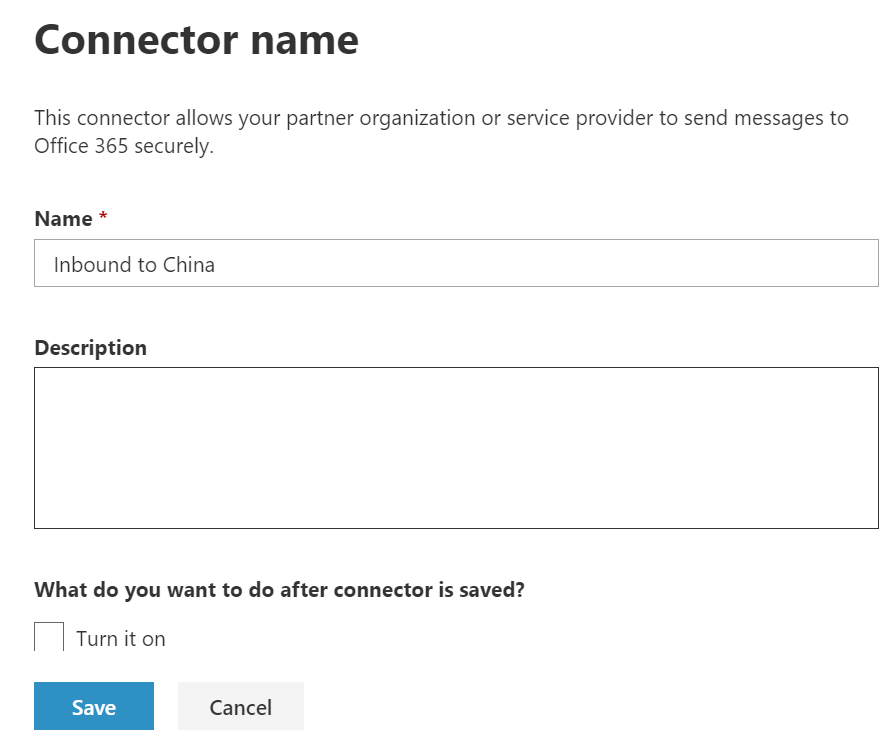 Connector name
This connector allows your partner organization or service provider to send messages to
Office 365 securely.
Name *
Inbound to China
Description
What do you want to do after connector is saved?
Turn it on
Save Cancel